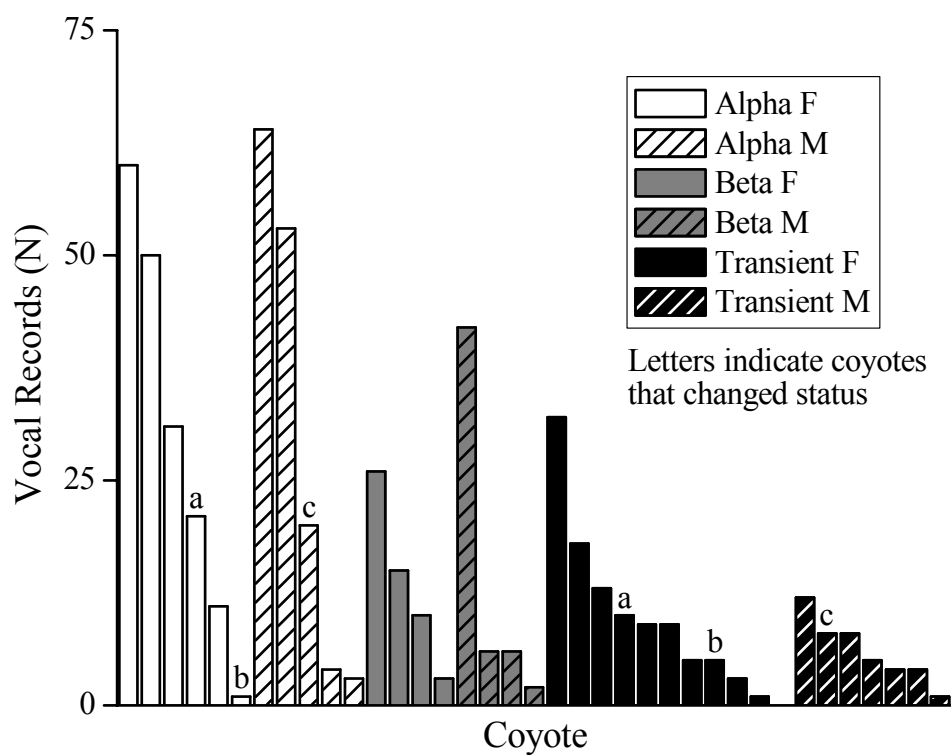 75
50
25
0
Vocal Records (N)
Coyote
Alpha F
Alpha M
Beta F
Beta M
Transient F
Transient M
Letters indicate coyotes
that changed status
a
b
c
a
b
c